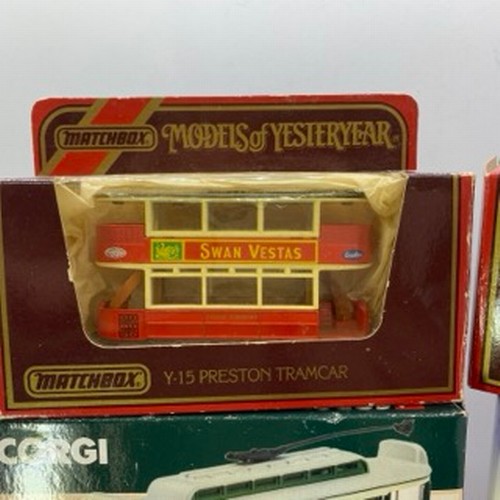 MATCHBOX
MODELS of YESTERYEAR
SWAN VESTAS
MATCHBOX
Y-15 PRESTON TRAMCAR
CORGI